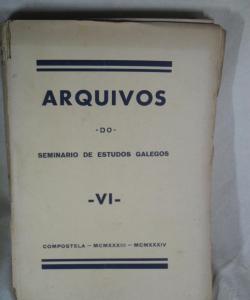 ARQUIVOS
-DO-
SEMINARIO DE ESTUDOS GALEGOS
-VI-
COMPOSTELA - MCMXXXIII - MCMXXXIV